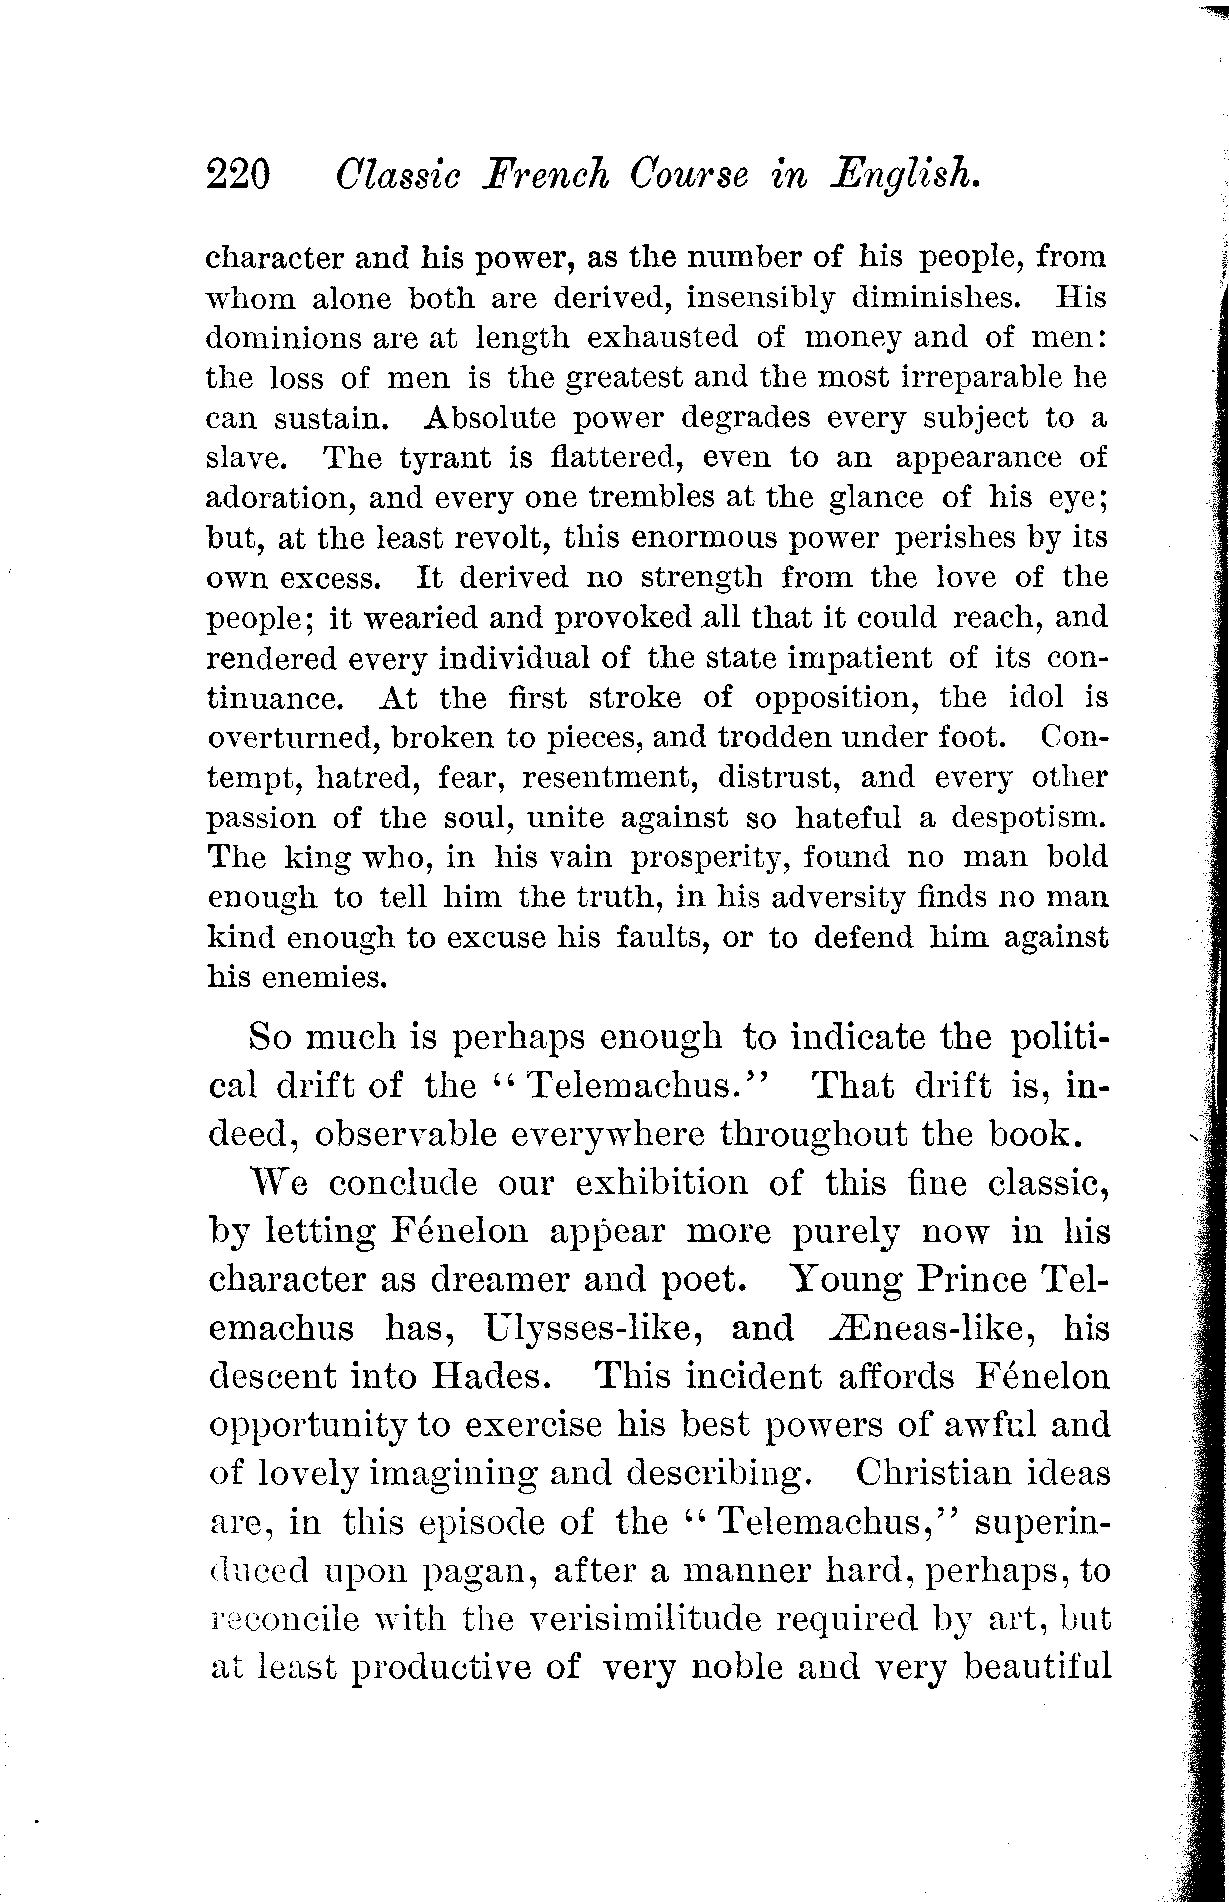 220 Classic French Course in English.
character and his power, as the number of his people, from
whom alone both are derived, insensibly diminishes. His
dominions are at length exhausted of money and of men:
the loss of men is the greatest and the most irreparable he
can sustain. Absolute power degrades every subject to a
slave. The tyrant is flattered, even to an appearance of
adoration, and every one trembles at the glance of his eye;
but, at the least revolt, this enormous power perishes by its
own excess. It derived no strength from the love of the
people; it wearied and provoked all that it could reach, and
rendered every individual of the state impatient of its con-
tinuance. At the first stroke of opposition, the idol is
overturned, broken to pieces, and trodden under foot. Con-
tempt, hatred, fear, resentment, distrust, and every other
passion of the soul, unite against so hateful a despotism.
The king who, in his vain prosperity, found no man bold
enough to tell him the truth, in his adversity finds no man
kind enough to excuse his faults, or to defend him against
his enemies.
So much is perhaps enough to indicate the politi-
cal drift of the “Telemachus.” That drift is, in-
deed, observable everywhere throughout the book.
We conclude our exhibition of this fine classic,
by letting Fénelon appear more purely now in his
character as dreamer and poet. Young Prince Tel-
emachus has, Ulysses-like, and Æneas-like, his
descent into Hades. This incident affords Fénelon
opportunity to exercise his best powers of awful and
of lovely imagining and describing. Christian ideas
are, in this episode of the “Telemachus,” superin-
duced upon pagan, after a manner hard, perhaps, to
reconcile with the verisimilitude required by art, but
at least productive of very noble and very beautiful